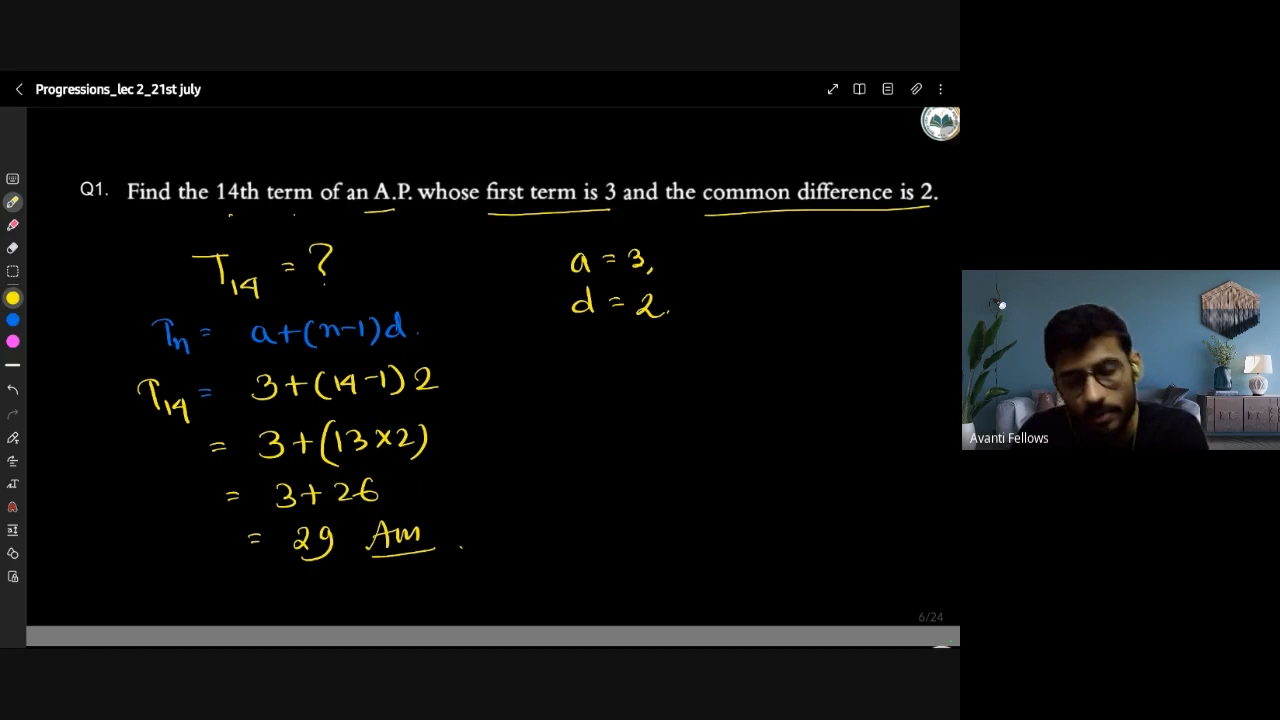 Progressions_lec 2_21st july
Q1. Find the 14th term of an A.P. whose first term is 3 and the common difference is 2.
T14 = ?
a = 3,
d = 2.
Tn = a+(n-1)d.
T14 = 3+(14-1)2
= 3+(13×2)
= 3+26
= 29 Ans
6/24
Avanti Fellows